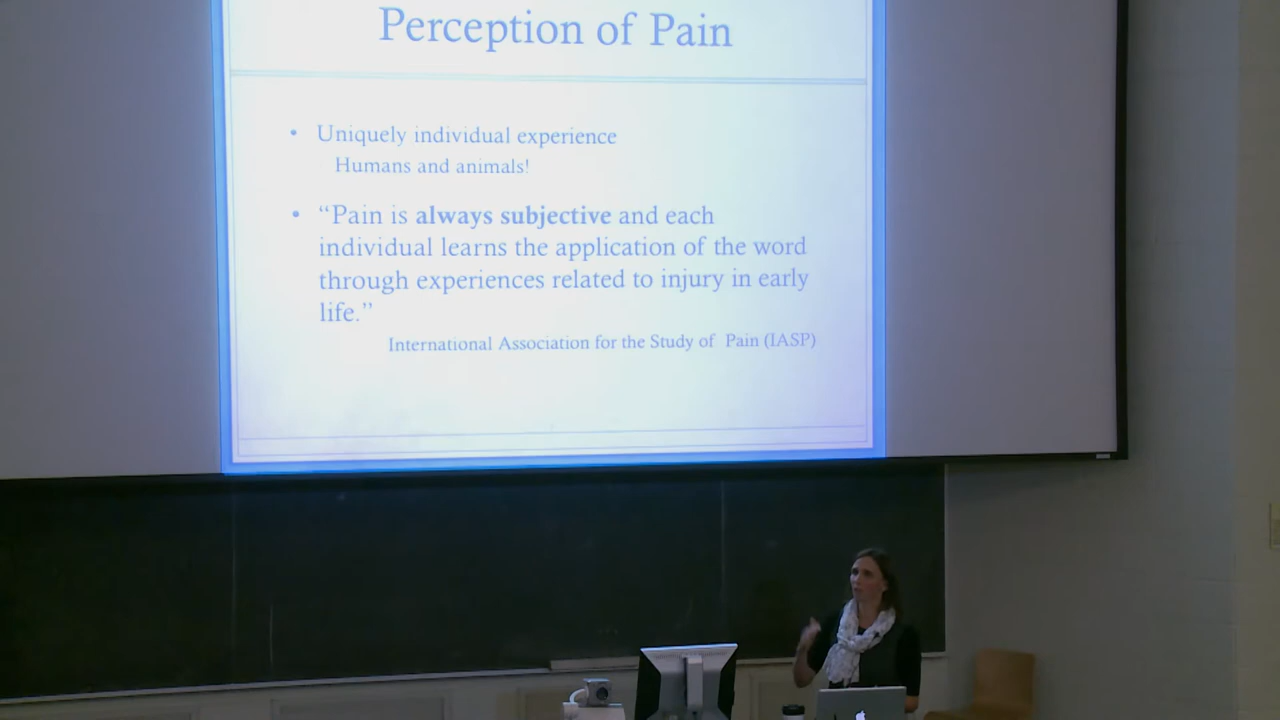 Perception of Pain
• Uniquely individual experience
Humans and animals!
• “Pain is always subjective and each
individual learns the application of the word
through experiences related to injury in early
life.”
International Association for the Study of Pain (IASP)